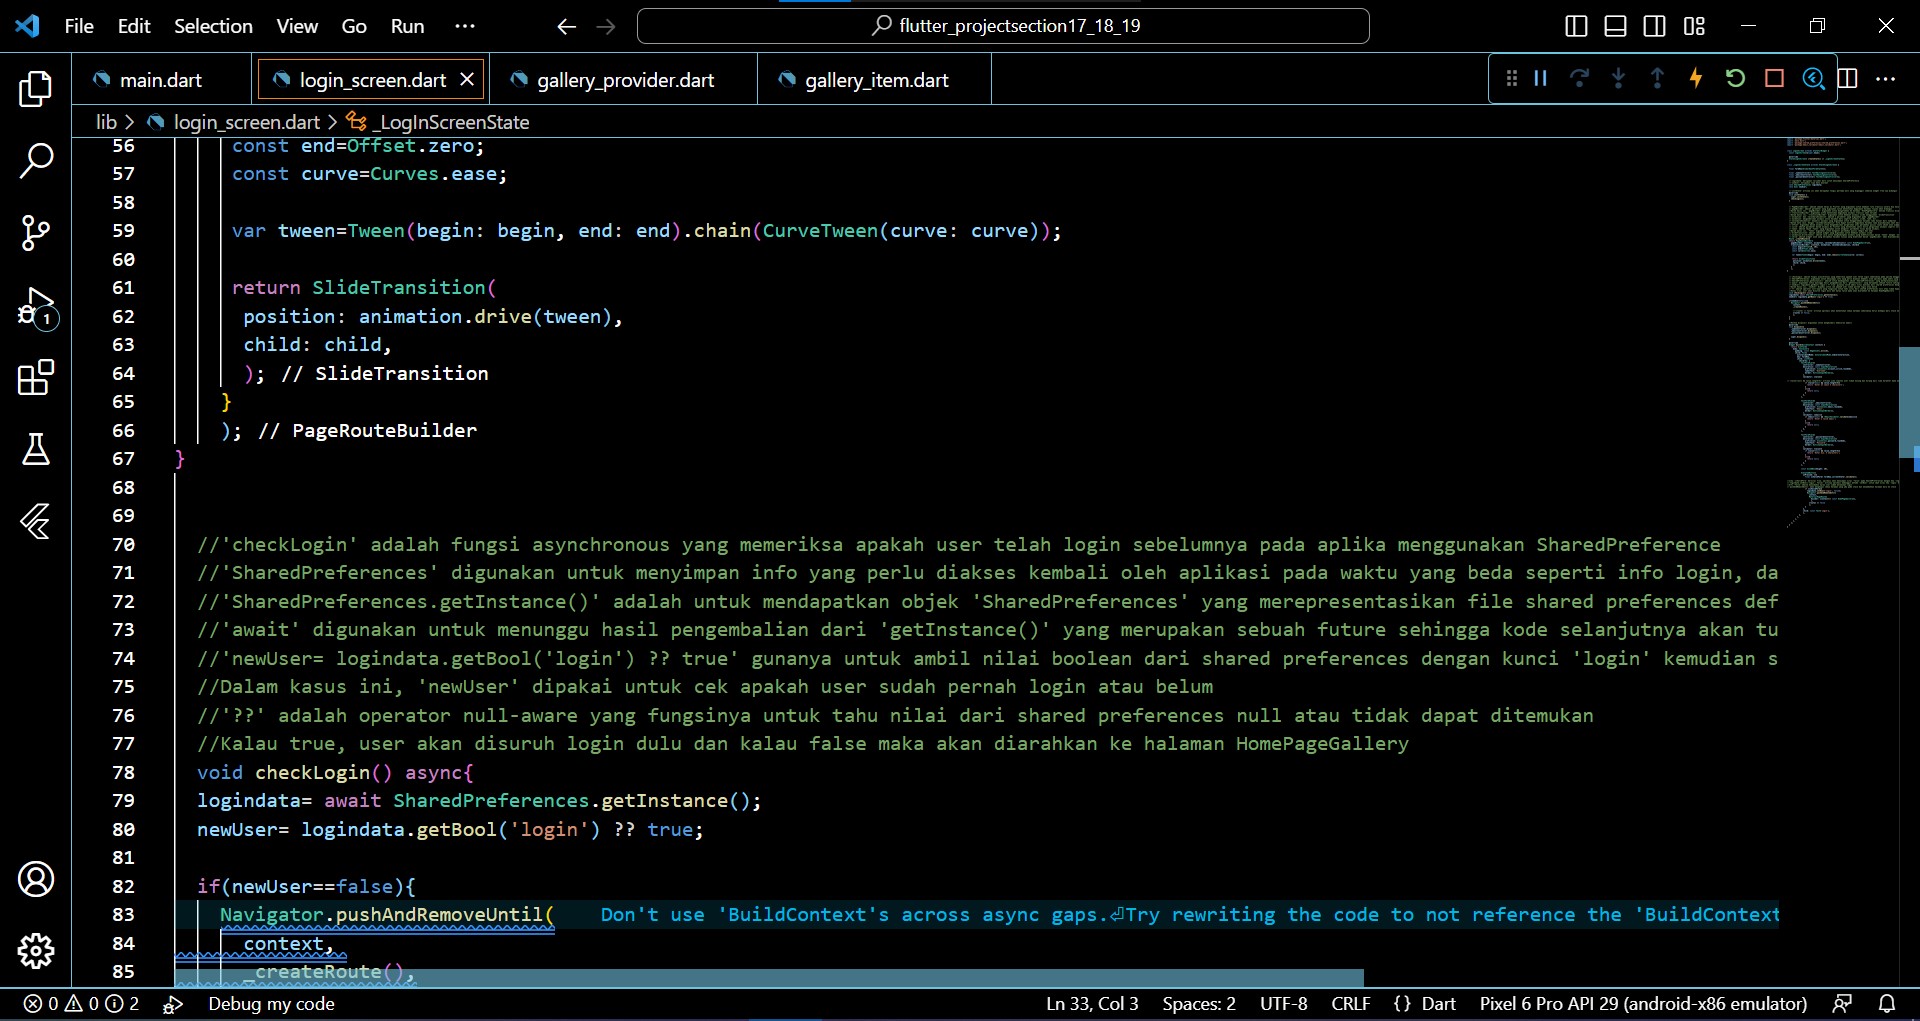 File Edit Selection View Go Run ··· flutter_projectsection17_18_19
main.dart login_screen.dart gallery_provider.dart gallery_item.dart
lib > login_screen.dart > _LogInScreenState
56 const end=Offset.zero;
57 const curve=Curves.ease;
58
59 var tween=Tween(begin: begin, end: end).chain(CurveTween(curve: curve));
60
61 return SlideTransition(
62 position: animation.drive(tween),
63 child: child,
64 ); // SlideTransition
65 }
66 ); // PageRouteBuilder
67 }
68
69
70 //'checkLogin' adalah fungsi asynchronous yang memeriksa apakah user telah login sebelumnya pada aplika menggunakan SharedPreference
71 //'SharedPreferences' digunakan untuk menyimpan info yang perlu diakses kembali oleh aplikasi pada waktu yang beda seperti info login, da
72 //'SharedPreferences.getInstance()' adalah untuk mendapatkan objek 'SharedPreferences' yang merepresentasikan file shared preferences def
73 //'await' digunakan untuk menunggu hasil pengembalian dari 'getInstance()' yang merupakan sebuah future sehingga kode selanjutnya akan tu
74 //'newUser= logindata.getBool('login') ?? true' gunanya untuk ambil nilai boolean dari shared preferences dengan kunci 'login' kemudian s
75 //Dalam kasus ini, 'newUser' dipakai untuk cek apakah user sudah pernah login atau belum
76 //'??' adalah operator null-aware yang fungsinya untuk tahu nilai dari shared preferences null atau tidak dapat ditemukan
77 //Kalau true, user akan disuruh login dulu dan kalau false maka akan diarahkan ke halaman HomePageGallery
78 void checkLogin() async{
79 logindata= await SharedPreferences.getInstance();
80 newUser= logindata.getBool('login') ?? true;
81
82 if(newUser==false){
83 Navigator.pushAndRemoveUntil( Don't use 'BuildContext's across async gaps.⏎Try rewriting the code to not reference the 'BuildContext
84 context,
85 _createRoute(),
1
0 0 2 Debug my code Ln 33, Col 3 Spaces: 2 UTF-8 CRLF {} Dart Pixel 6 Pro API 29 (android-x86 emulator)